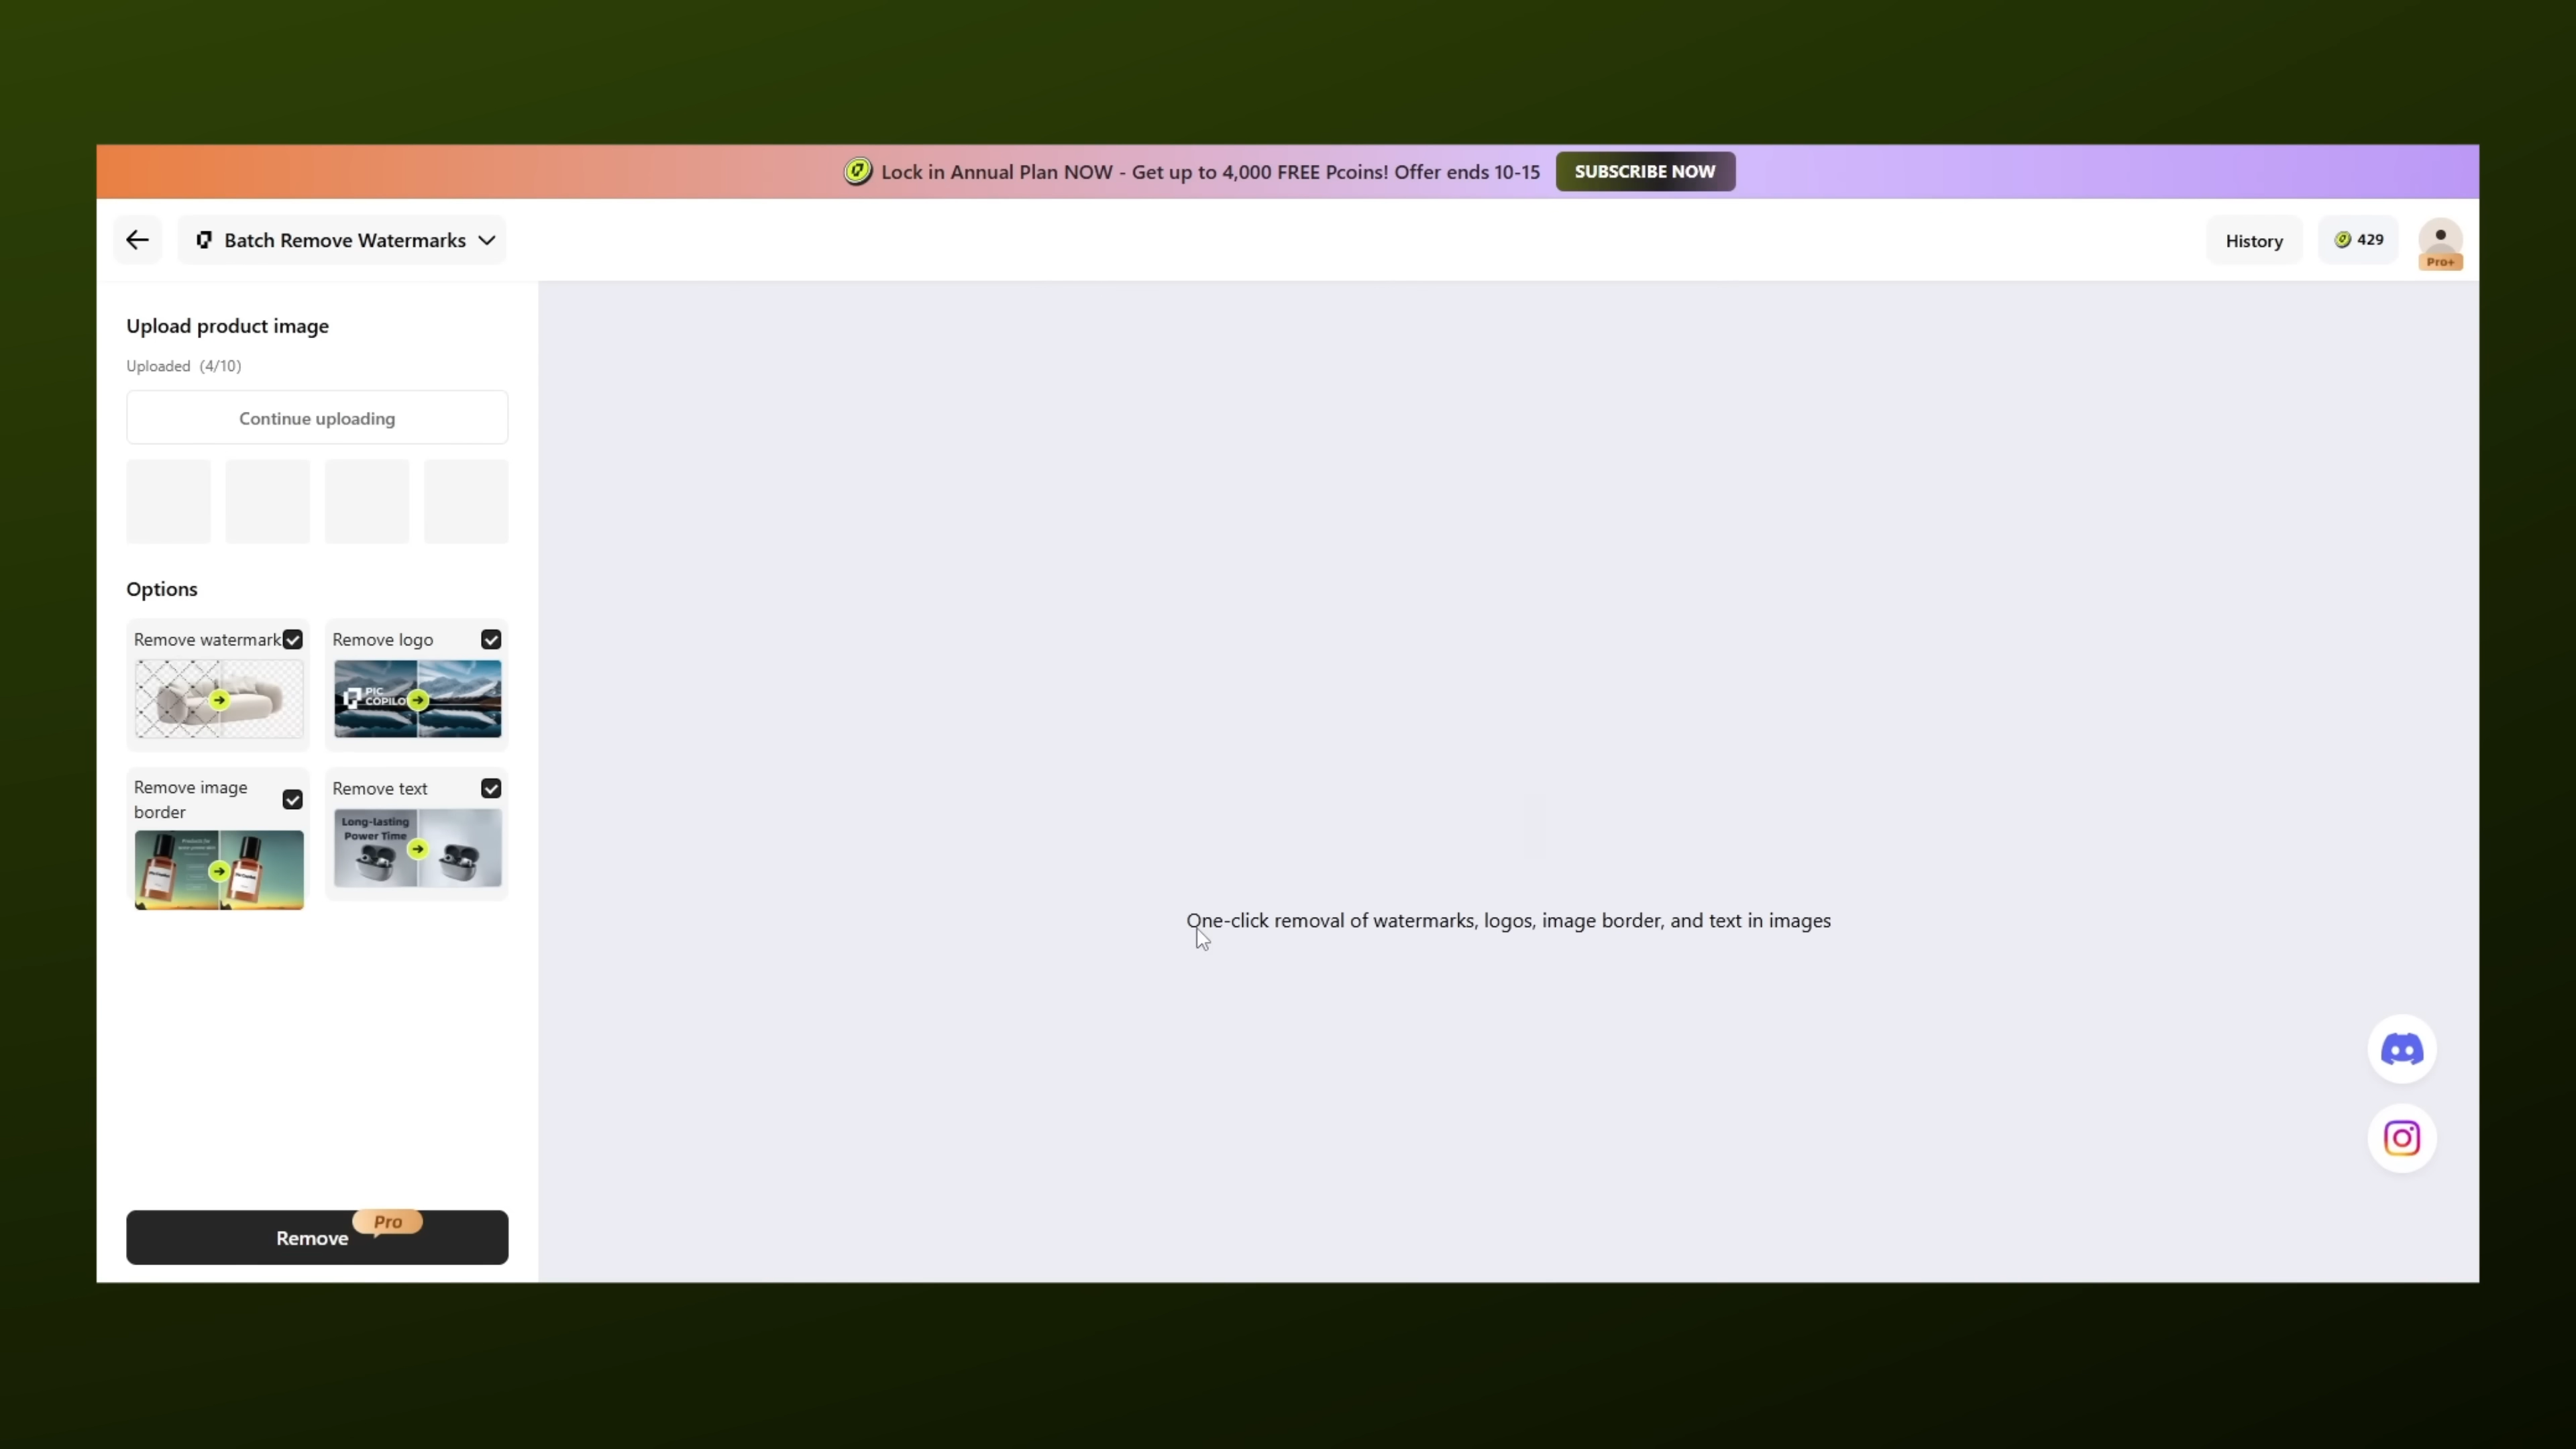 Lock in Annual Plan NOW - Get up to 4,000 FREE Pcoins! Offer ends 10-15
SUBSCRIBE NOW
Batch Remove Watermarks
History
429
Pro+
Upload product image
Uploaded (4/10)
Continue uploading
Options
Remove watermark
Remove logo
PIC
COPILO
Remove image
border
Remove text
Long-lasting
Power Time
One-click removal of watermarks, logos, image border, and text in images
Pro
Remove